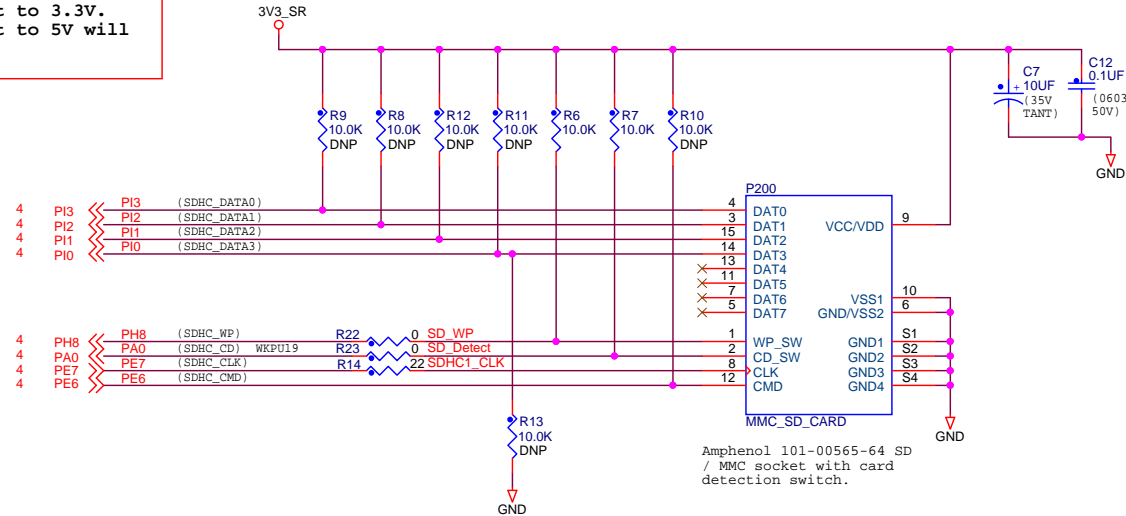 t to 3.3V.
t to 5V will
3V3_SR
R9
10.0K
DNP
R8
10.0K
DNP
R12
10.0K
DNP
R11
10.0K
DNP
R6
10.0K
R7
10.0K
R10
10.0K
DNP
C7
+ 10UF
(35V
TANT)
C12
0.1UF
(0603
50V)
GND
P200
4 PI3 PI3 (SDHC_DATA0) 4 DAT0
4 PI2 PI2 (SDHC_DATA1) 3 DAT1
4 PI1 PI1 (SDHC_DATA2) 15 DAT2
4 PI0 PI0 (SDHC_DATA3) 14 DAT3
13 DAT4
11 DAT5
7 DAT6
5 DAT7
VCC/VDD 9
VSS1 10
GND/VSS2 6
4 PH8 PH8 (SDHC_WP) R22 0 SD_WP 1 WP_SW
4 PA0 PA0 (SDHC_CD) WKPU19 R23 0 SD_Detect 2 CD_SW
4 PE7 PE7 (SDHC_CLK) R14 22 SDHC1_CLK 8 CLK
4 PE6 PE6 (SDHC_CMD) 12 CMD
GND1 S1
GND2 S2
GND3 S3
GND4 S4
MMC_SD_CARD
GND
R13
10.0K
DNP
GND
Amphenol 101-00565-64 SD
/ MMC socket with card
detection switch.